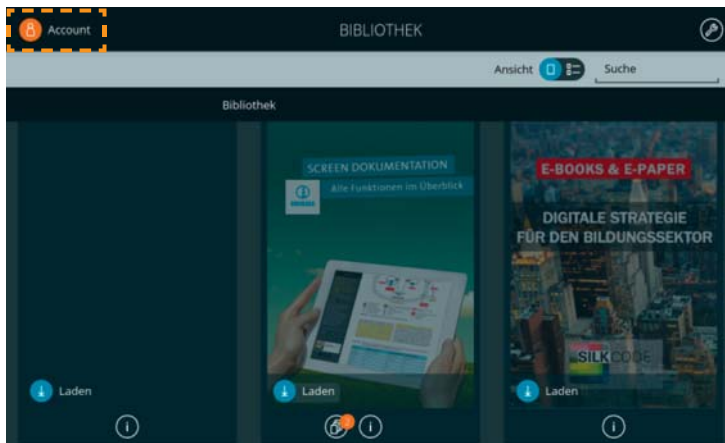 Account
BIBLIOTHEK
Ansicht
Suche
Bibliothek
SCREEN DOKUMENTATION
Alle Funktionen im Überblick
E-BOOKS & E-PAPER
DIGITALE STRATEGIE
FÜR DEN BILDUNGSSEKTOR
SILKCODE
Laden
Laden
Laden